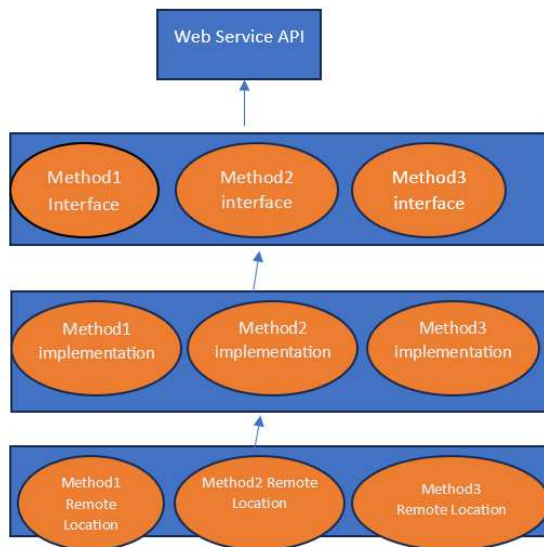 Web Service API
Method1
Interface
Method2
interface
Method3
interface
Method1
implementation
Method2
implementation
Method3
implementation
Method1
Remote
Location
Method2 Remote
Location
Method3
Remote Location